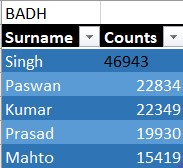 BADH
Surname Counts
Singh 46943
Paswan 22834
Kumar 22349
Prasad 19930
Mahto 15419